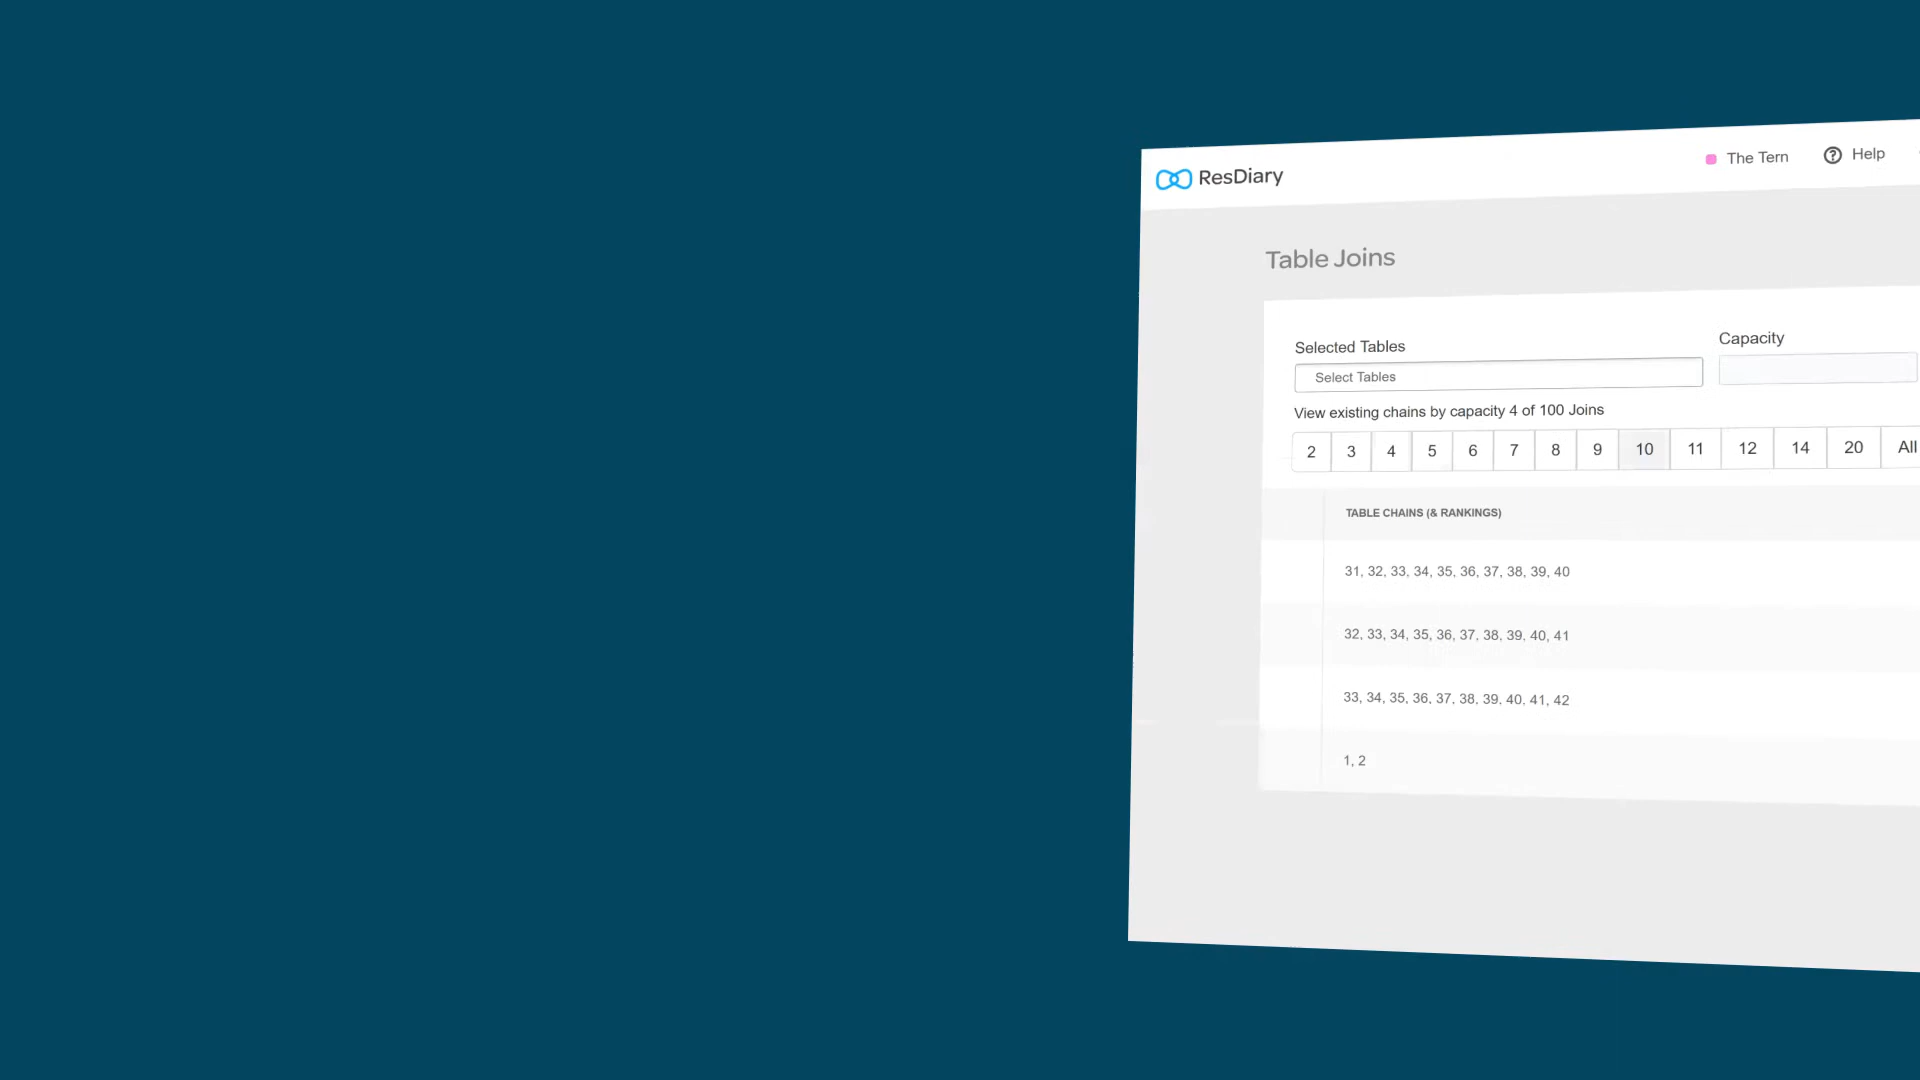 ResDiary
The Tern
Help
Table Joins
Selected Tables
Capacity
Select Tables
View existing chains by capacity 4 of 100 Joins
2 3 4 5 6 7 8 9 10 11 12 14 20 All
TABLE CHAINS (& RANKINGS)
31, 32, 33, 34, 35, 36, 37, 38, 39, 40
32, 33, 34, 35, 36, 37, 38, 39, 40, 41
33, 34, 35, 36, 37, 38, 39, 40, 41, 42
1, 2